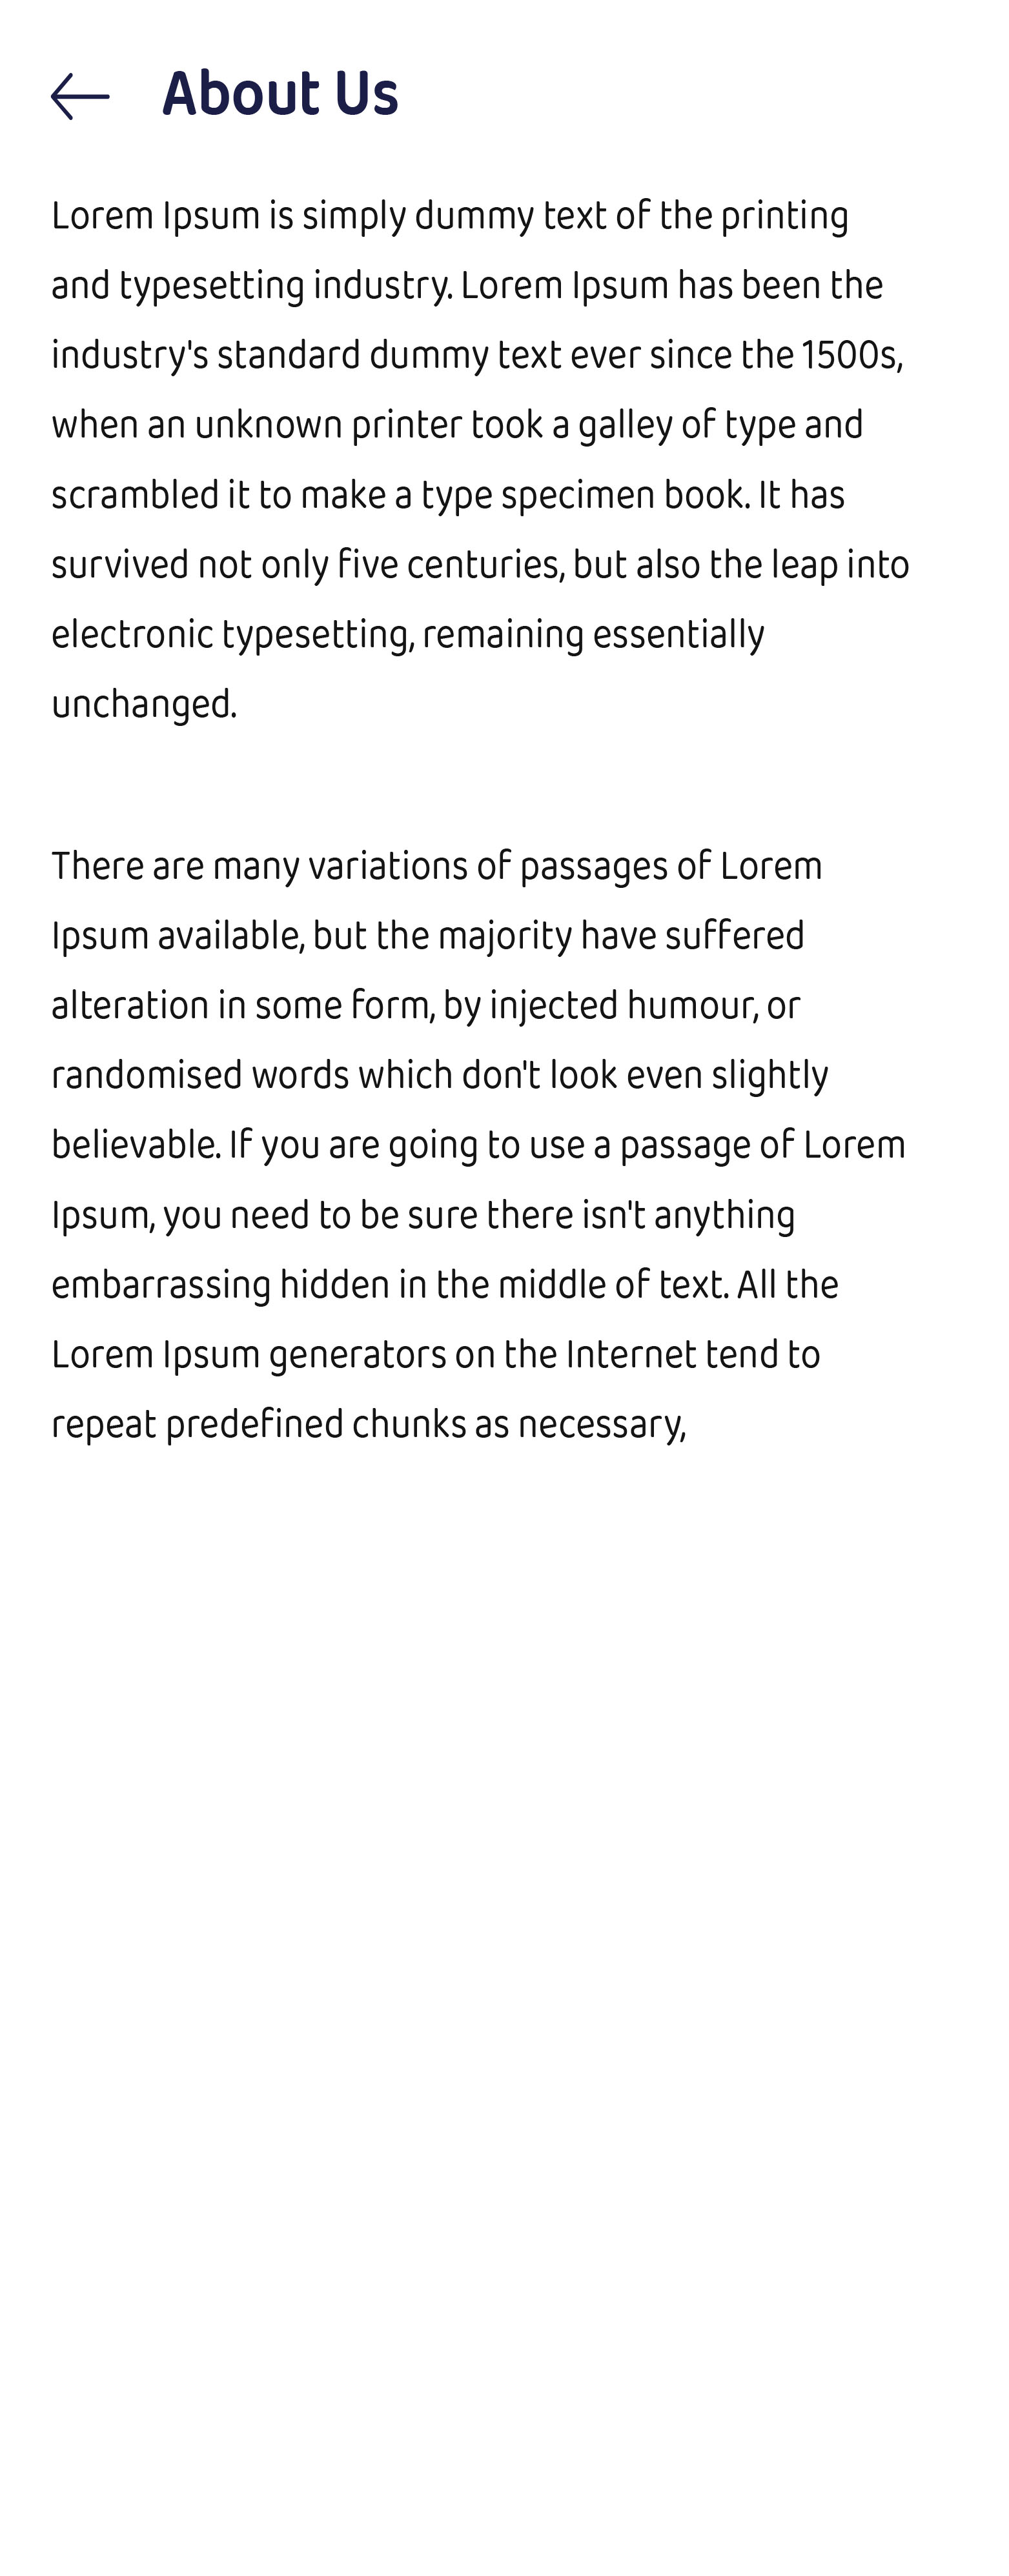 About Us
Lorem Ipsum is simply dummy text of the printing
and typesetting industry. Lorem Ipsum has been the
industry's standard dummy text ever since the 1500s,
when an unknown printer took a galley of type and
scrambled it to make a type specimen book. It has
survived not only five centuries, but also the leap into
electronic typesetting, remaining essentially
unchanged.
There are many variations of passages of Lorem
Ipsum available, but the majority have suffered
alteration in some form, by injected humour, or
randomised words which don't look even slightly
believable. If you are going to use a passage of Lorem
Ipsum, you need to be sure there isn't anything
embarrassing hidden in the middle of text. All the
Lorem Ipsum generators on the Internet tend to
repeat predefined chunks as necessary,